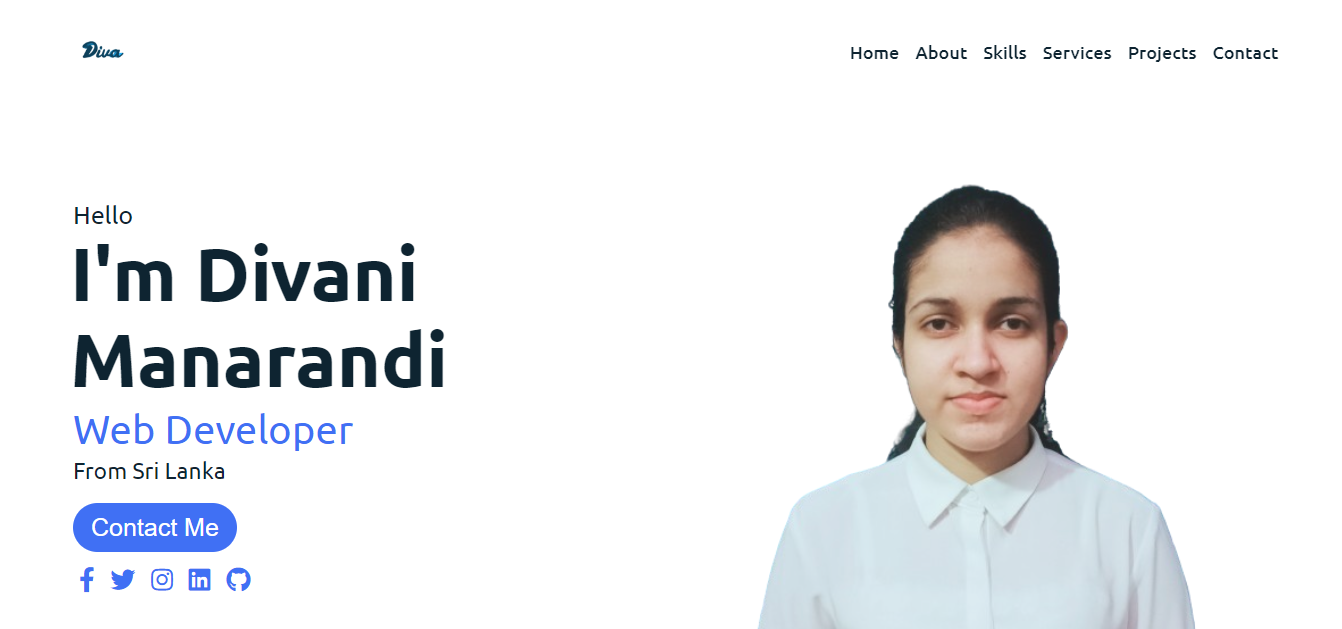 Diva
Home About Skills Services Projects Contact
Hello
I'm Divani
Manarandi
Web Developer
From Sri Lanka
Contact Me